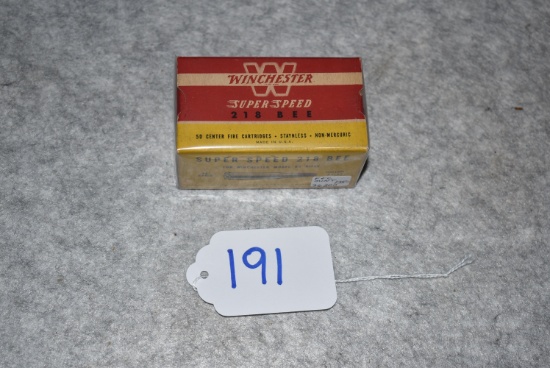 W
WINCHESTER
SUPER SPEED
218 BEE
50 CENTER FIRE CARTRIDGES • STAYNLESS • NON-MERCURIC
MADE IN U.S.A.
SUPER SPEED 218 BEE
191